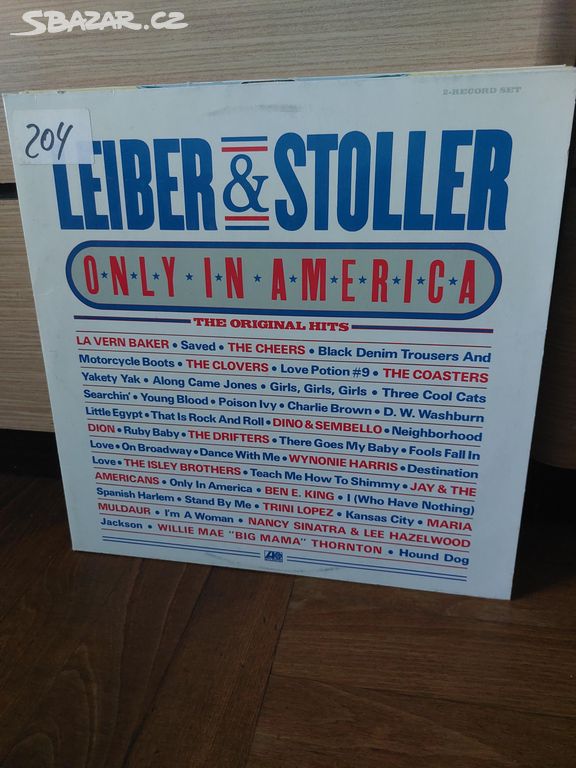 SBAZAR.CZ
2-RECORD SET
204
LEIBER & STOLLER
ONLY IN AMERICA
THE ORIGINAL HITS
LA VERN BAKER • Saved • THE CHEERS • Black Denim Trousers And
Motorcycle Boots • THE CLOVERS • Love Potion #9 • THE COASTERS
Yakety Yak • Along Came Jones • Girls, Girls, Girls • Three Cool Cats
Searchin' • Young Blood • Poison Ivy • Charlie Brown • D. W. Washburn
Little Egypt • That Is Rock And Roll • DINO & SEMBELLO • Neighborhood
DION • Ruby Baby • THE DRIFTERS • There Goes My Baby • Fools Fall In
Love • On Broadway • Dance With Me • WYNONIE HARRIS • Destination
Love • THE ISLEY BROTHERS • Teach Me How To Shimmy • JAY & THE
AMERICANS • Only In America • BEN E. KING • I (Who Have Nothing)
Spanish Harlem • Stand By Me • TRINI LOPEZ • Kansas City • MARIA
MULDAUR • I'm A Woman • NANCY SINATRA & LEE HAZELWOOD
Jackson • WILLIE MAE "BIG MAMA" THORNTON • Hound Dog